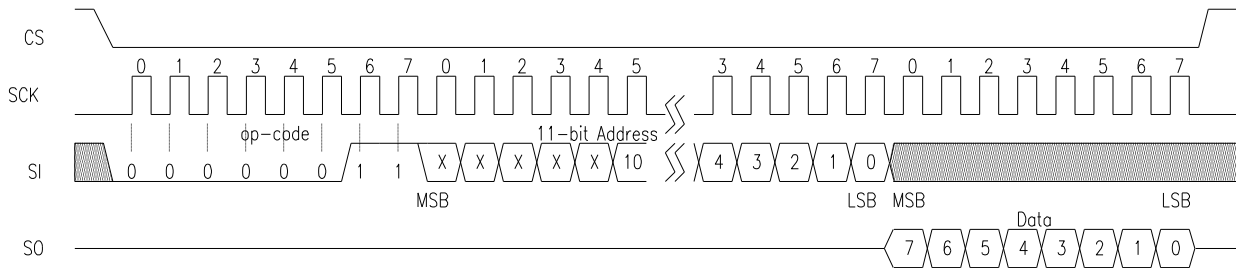 CS
0 1 2 3 4 5 6 7 0 1 2 3 4 5 3 4 5 6 7 0 1 2 3 4 5 6 7
SCK
op-code 11-bit Address
SI 0 0 0 0 0 0 1 1 X X X X X 10 4 3 2 1 0
MSB LSB MSB LSB
Data
SO 7 6 5 4 3 2 1 0